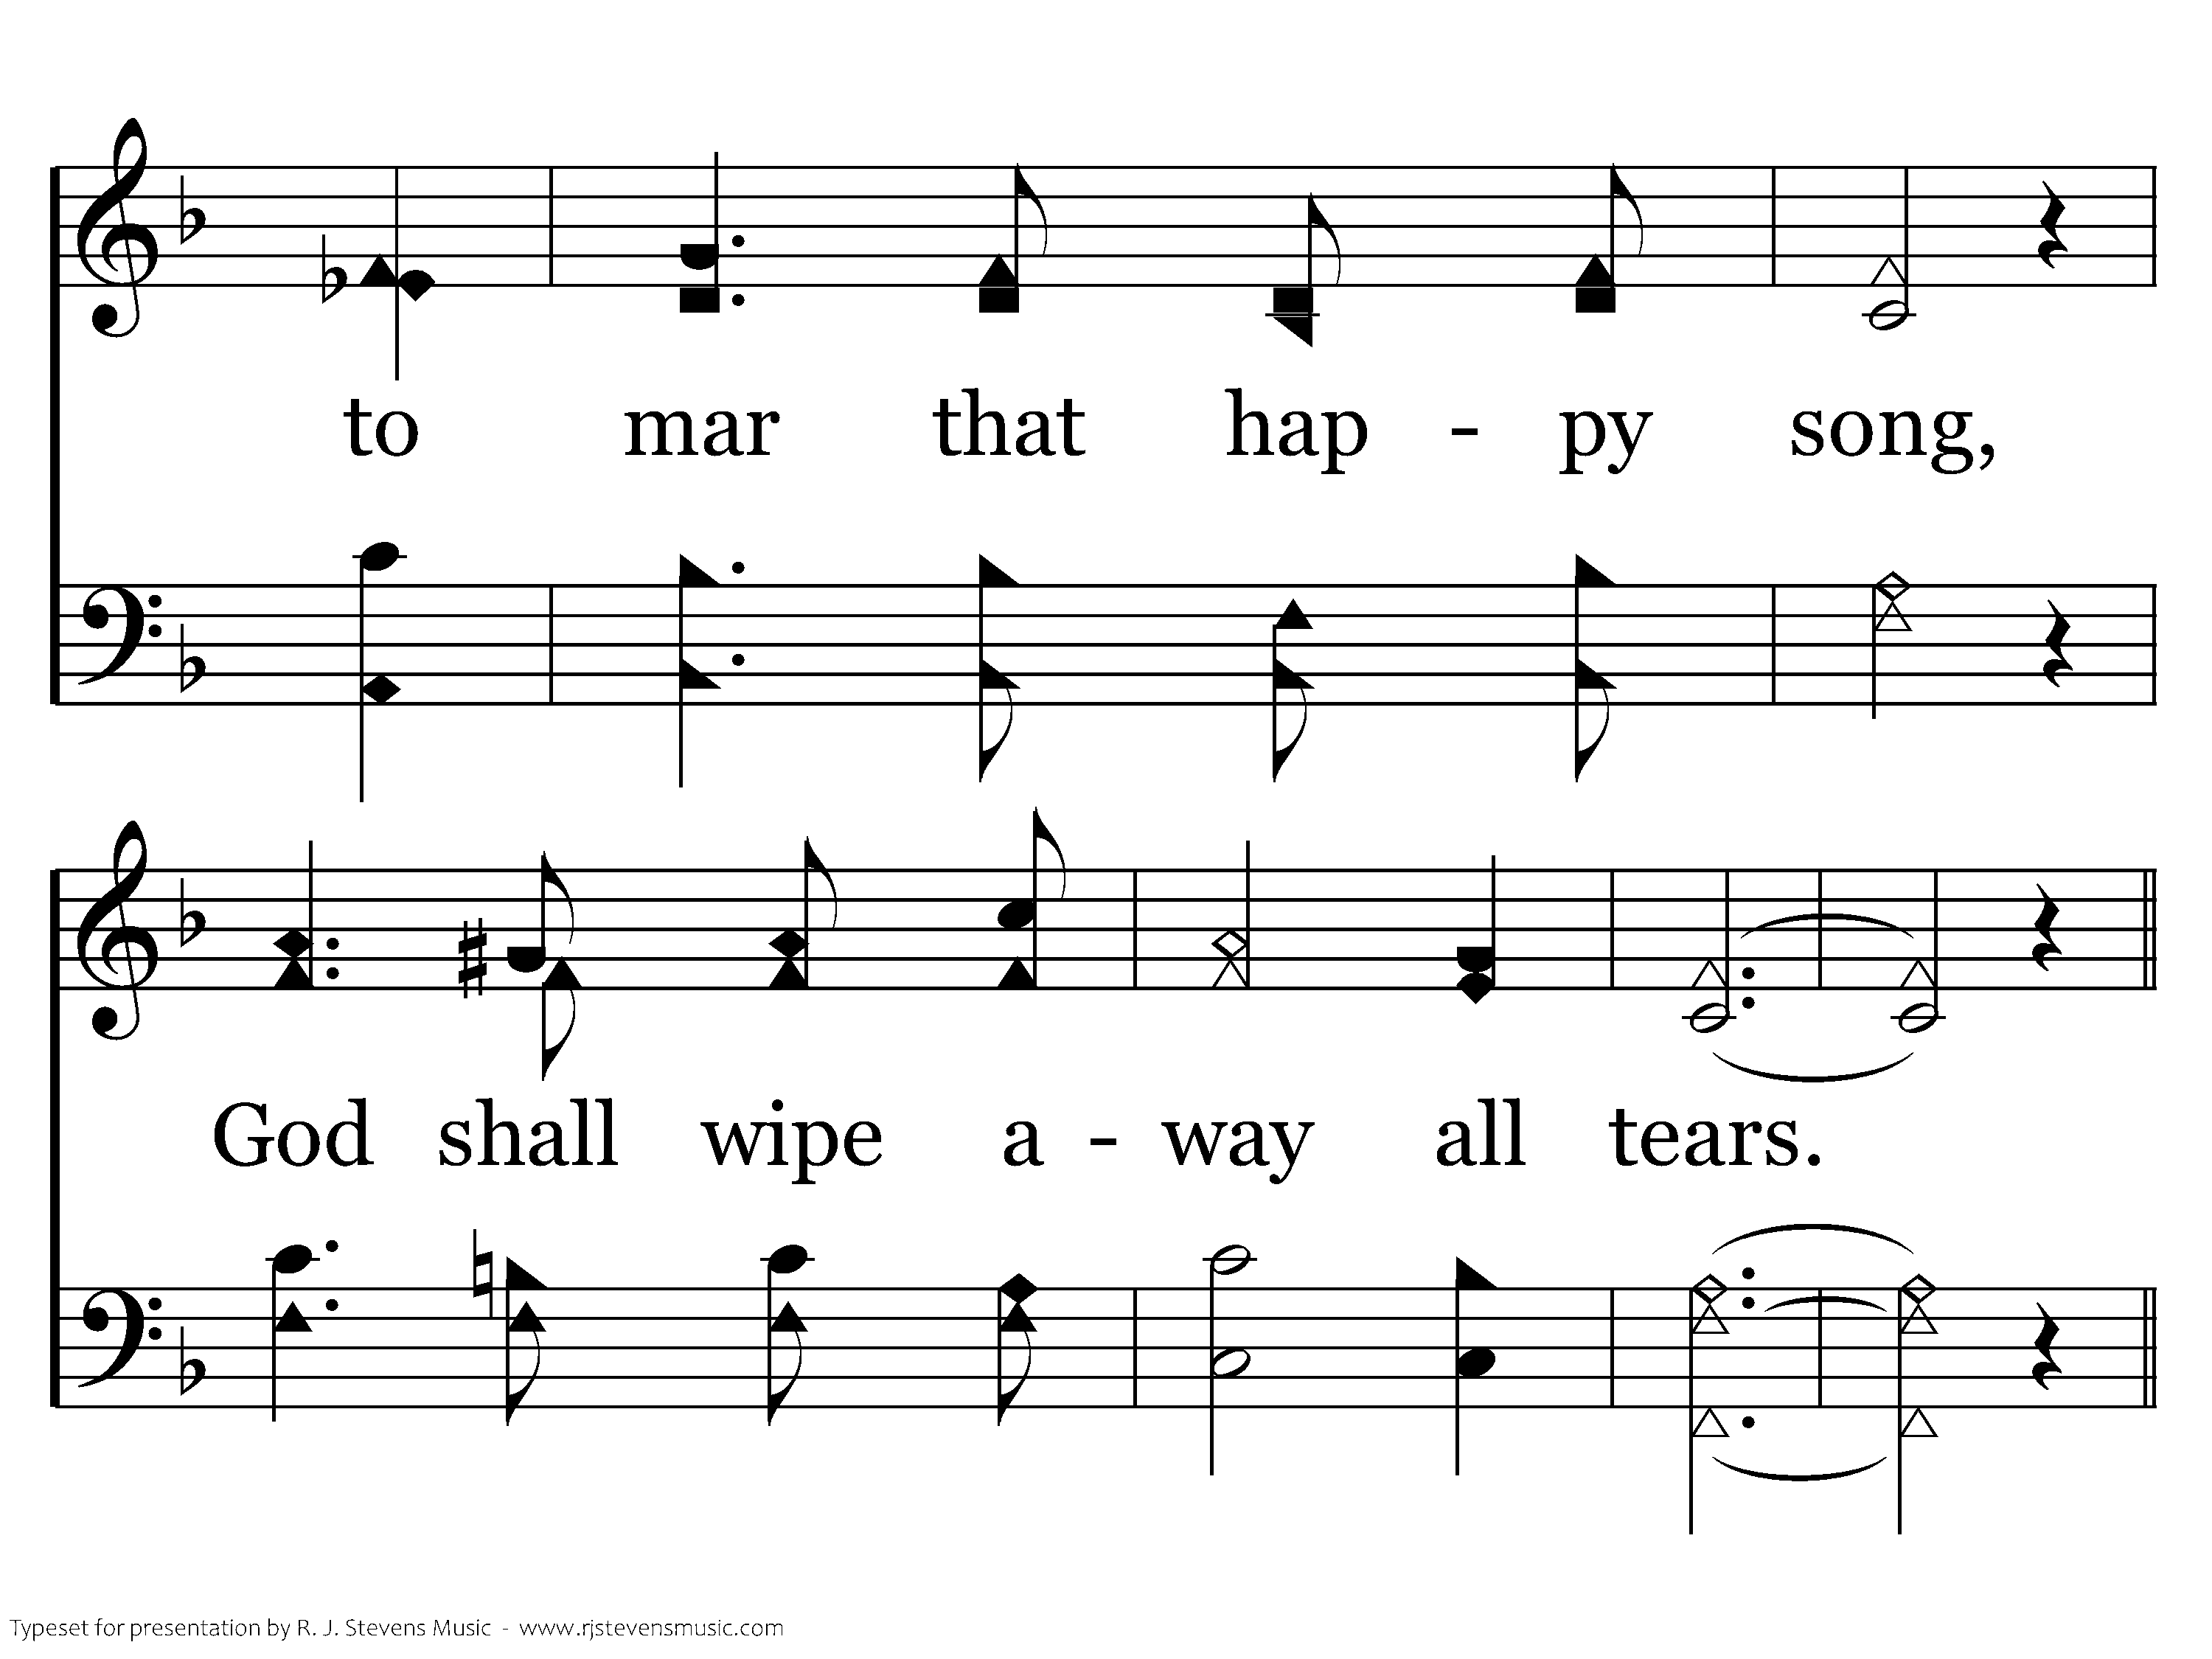 to mar that hap - py song,
God shall wipe a - way all tears.
Typeset for presentation by R. J. Stevens Music - www.rjstevensmusic.com